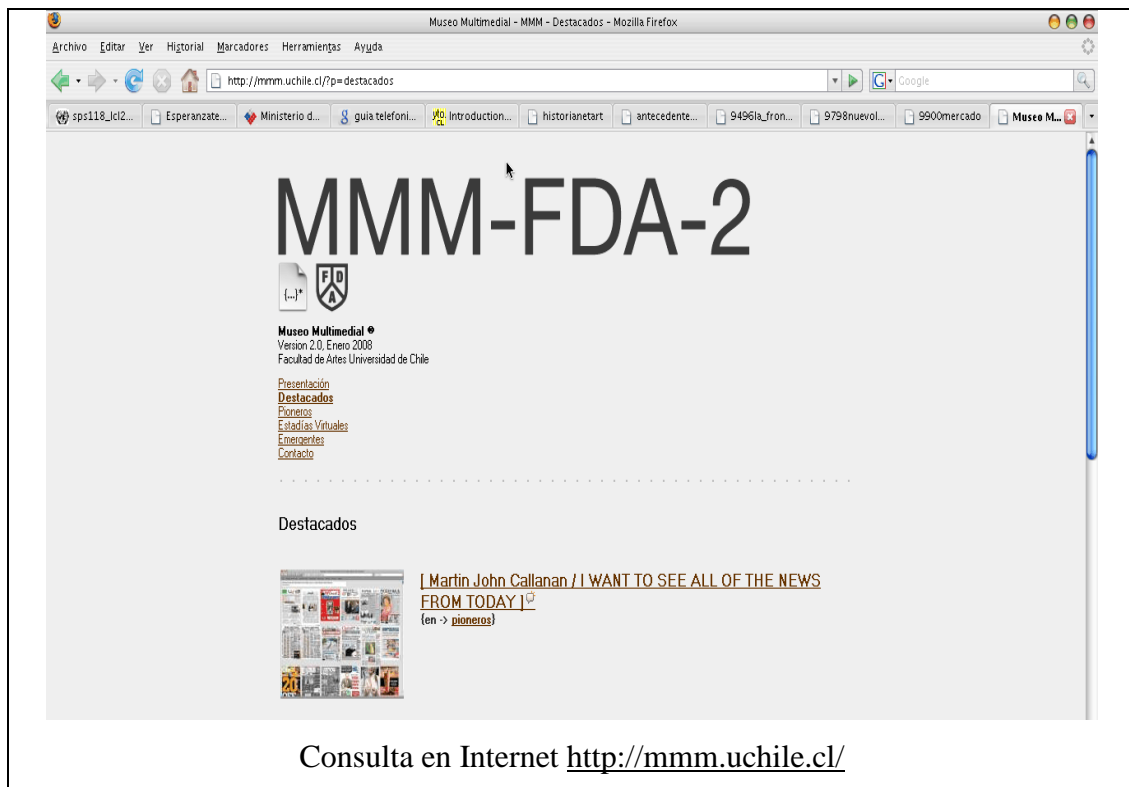 Museo Multimedial - MMM - Destacados - Mozilla Firefox
Archivo Editar Ver Historial Marcadores Herramientas Ayuda
http://mmm.uchile.cl/?p=destacados
G Google
sps118_lcl2... Esperanzate... Ministerio d... guia telefoni... Introduction... historianetart antecedente... 9496la_fron... 9798nuevol... 9900mercado Museo M...
MMM-FDA-2
{...}* F D A
Museo Multimedial ®
Version 2.0, Enero 2008
Facultad de Artes Universidad de Chile
Presentación
Destacados
Pioneros
Estadías Virtuales
Emergentes
Contacto
Destacados
[ Martin John Callanan / I WANT TO SEE ALL OF THE NEWS
FROM TODAY ]
{en -> pioneros}
Consulta en Internet http://mmm.uchile.cl/